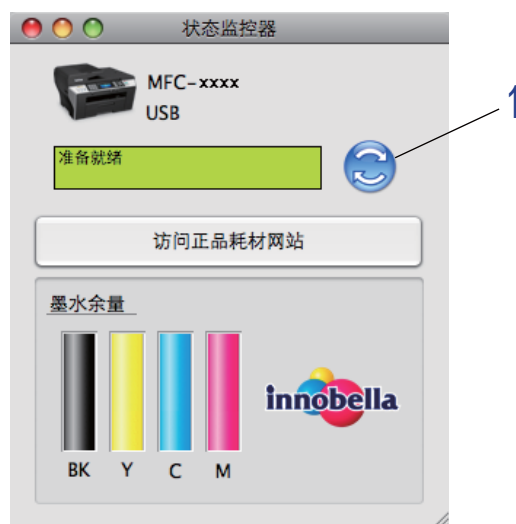 状态监控器
MFC-xxxx
USB
1
准备就绪
访问正品耗材网站
墨水余量
innobella
BK Y C M